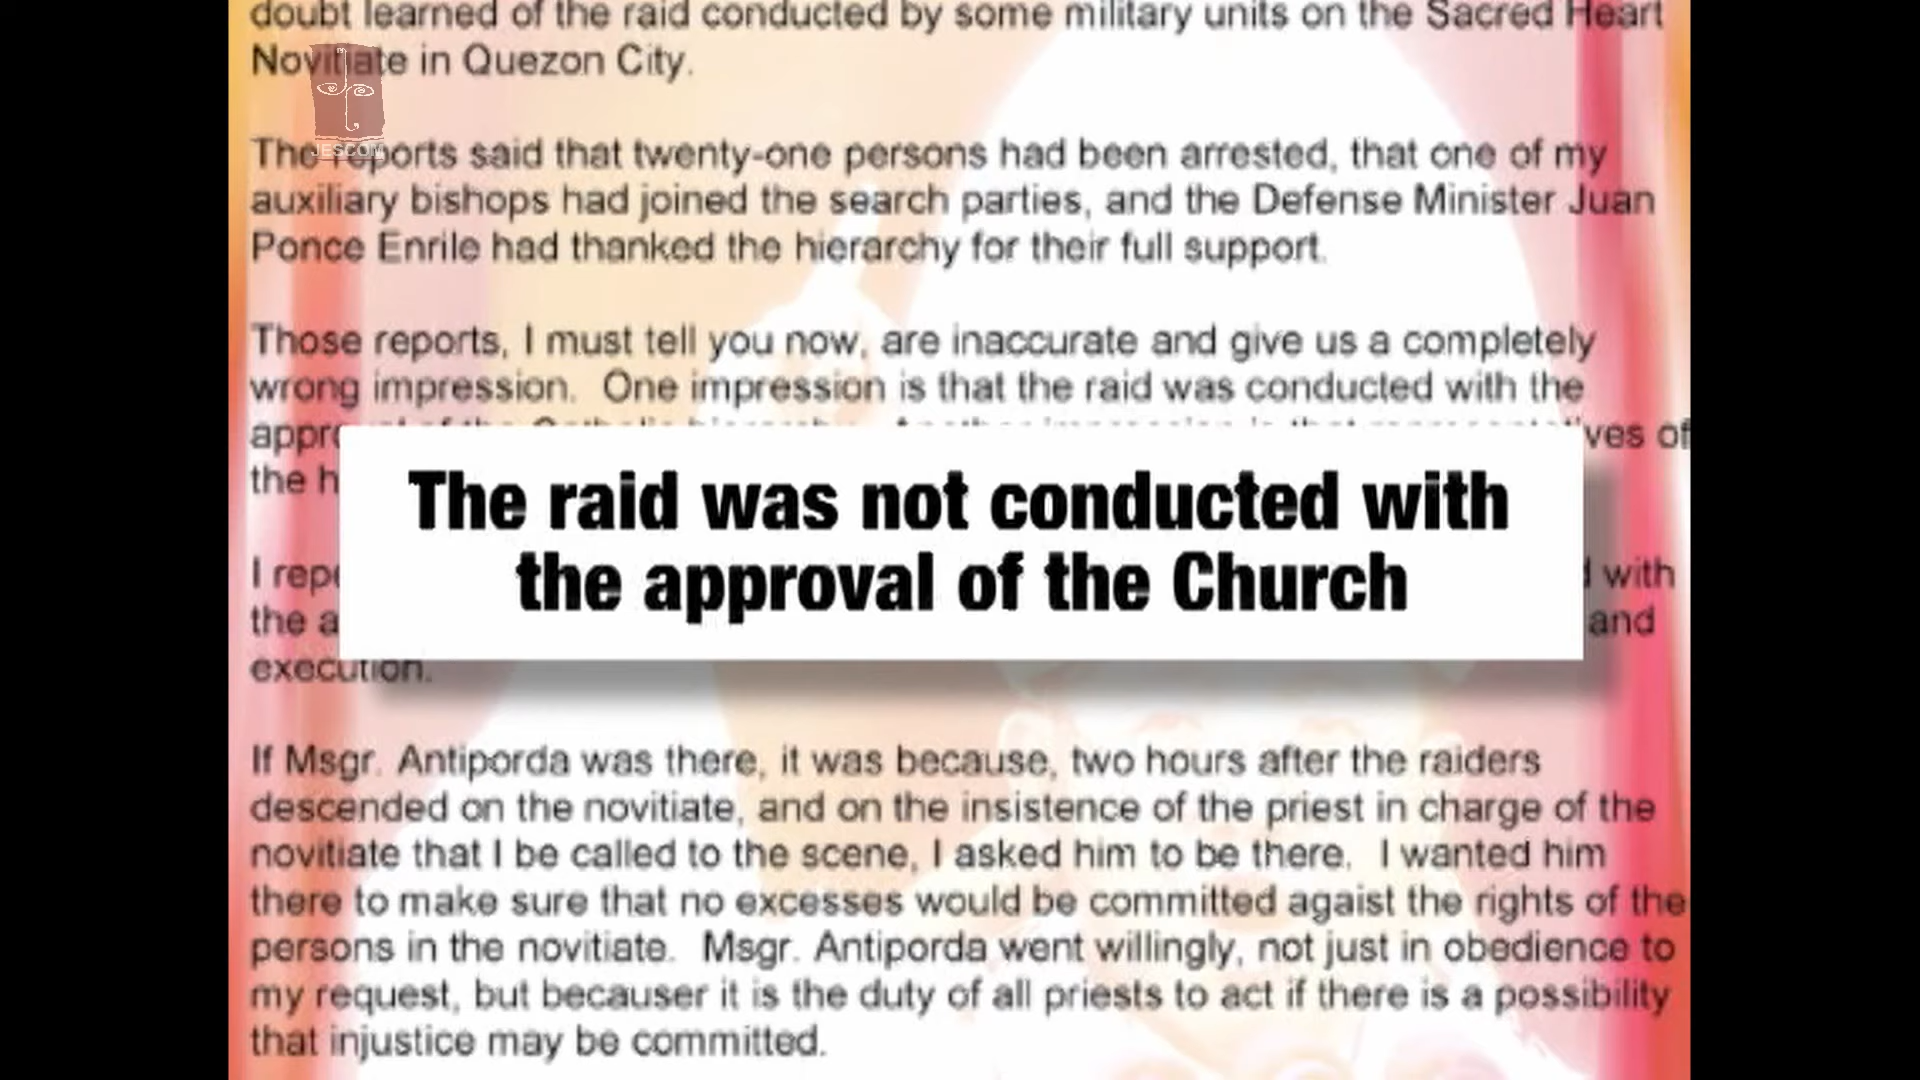 doubt learned of the raid conducted by some military units on the Sacred Heart
Novitiate in Quezon City.
JESCOM
The reports said that twenty-one persons had been arrested, that one of my
auxiliary bishops had joined the search parties, and the Defense Minister Juan
Ponce Enrile had thanked the hierarchy for their full support.
Those reports, I must tell you now, are inaccurate and give us a completely
wrong impression. One impression is that the raid was conducted with the
ves of
the h
The raid was not conducted with
the approval of the Church
I rep
with
the a
and
execution.
If Msgr. Antiporda was there, it was because, two hours after the raiders
descended on the novitiate, and on the insistence of the priest in charge of the
novitiate that I be called to the scene, I asked him to be there. I wanted him
there to make sure that no excesses would be committed agaist the rights of the
persons in the novitiate. Msgr. Antiporda went willingly, not just in obedience to
my request, but becauser it is the duty of all priests to act if there is a possibility
that injustice may be committed.